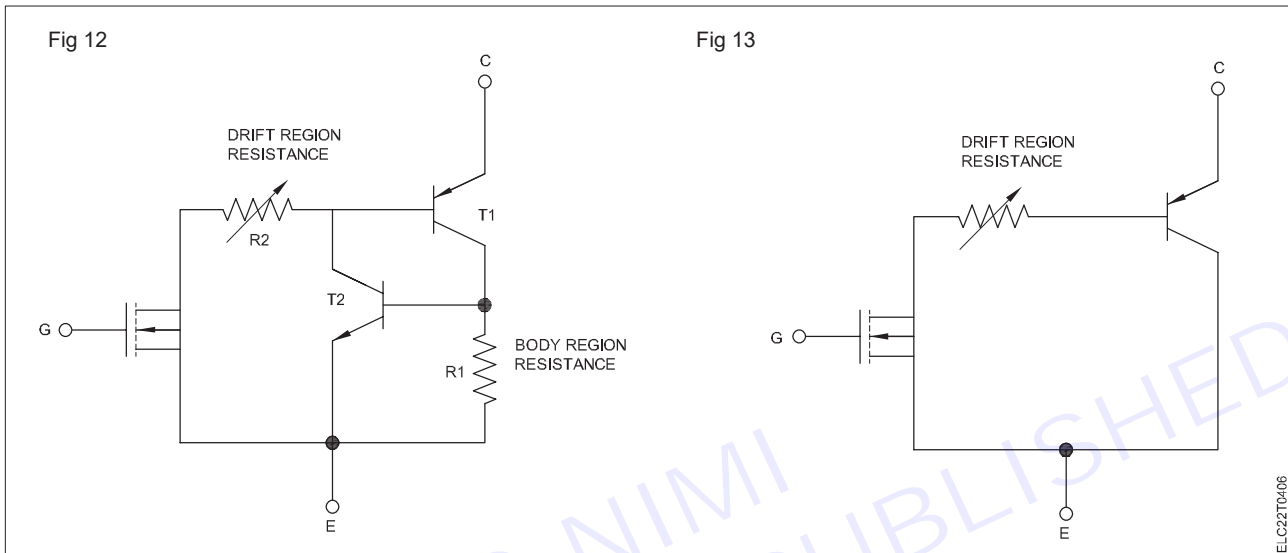 Fig 12
C
DRIFT REGION
RESISTANCE
R2
T1
T2
G
R1
BODY REGION
RESISTANCE
E
Fig 13
C
DRIFT REGION
RESISTANCE
G
E
ELC22T0406
NIMI
UBLISHED